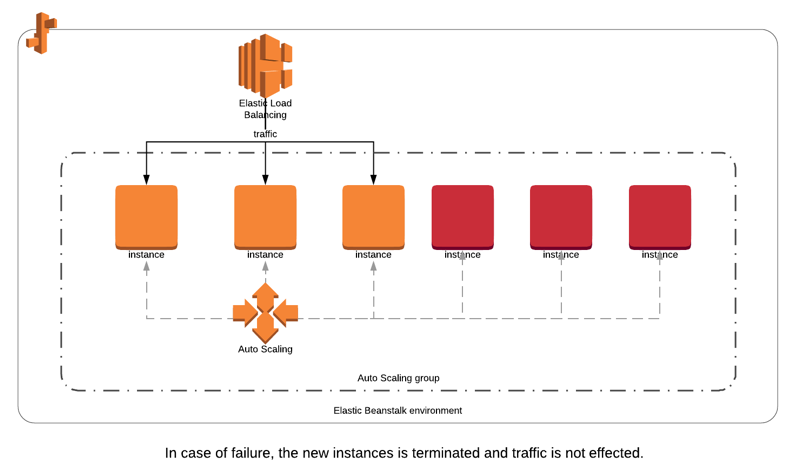 Elastic Load
Balancing
traffic
instance
instance
instance
instance
instance
instance
Auto Scaling
Auto Scaling group
Elastic Beanstalk environment
In case of failure, the new instances is terminated and traffic is not effected.